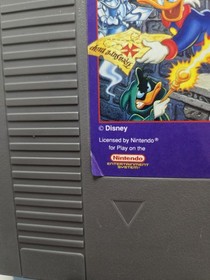 © Disney
Licensed by Nintendo®
for Play on the
Nintendo
ENTERTAINMENT
SYSTEM